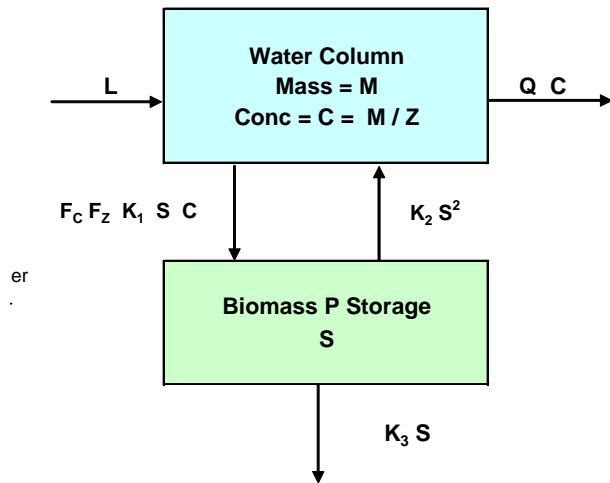 Water Column
Mass = M
Conc = C = M / Z
L
Q C
F_C F_Z K_1 S C
K_2 S^2
er
.
Biomass P Storage
S
K_3 S